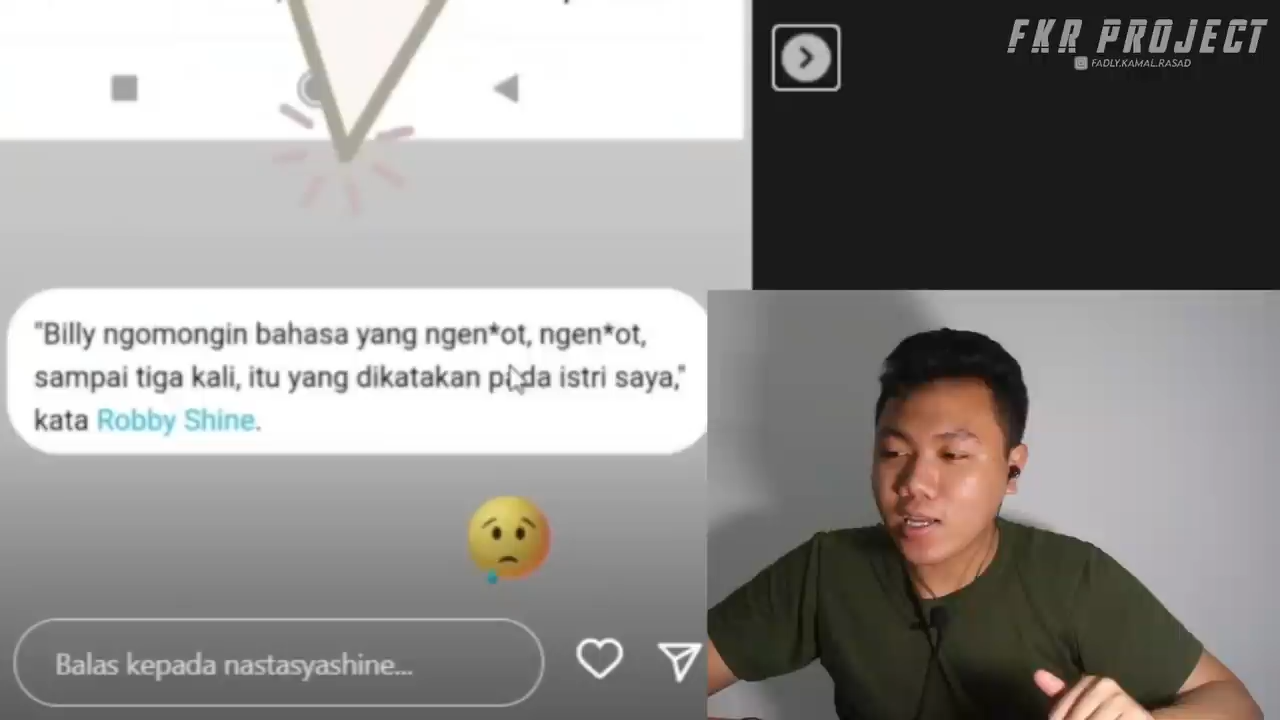 FKR PROJECT
FADLY.KAMAL.RASAD
"Billy ngomongin bahasa yang ngen*ot, ngen*ot,
sampai tiga kali, itu yang dikatakan pada istri saya,"
kata Robby Shine.
Balas kepada nastasyashine...